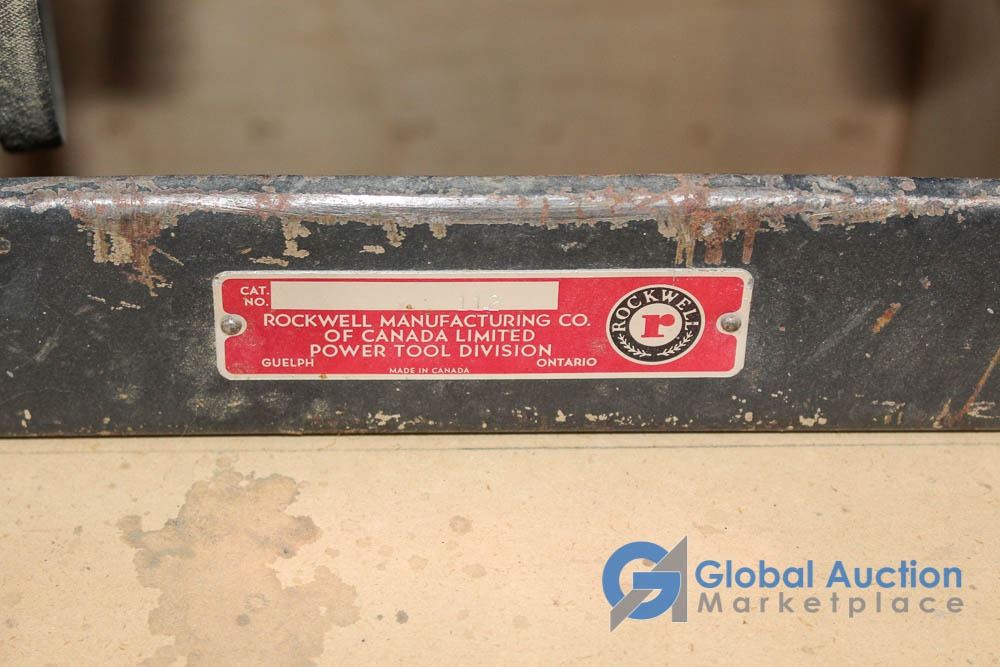 CAT.
NO.
ROCKWELL MANUFACTURING CO.
OF CANADA LIMITED
POWER TOOL DIVISION
GUELPH ONTARIO
MADE IN CANADA
ROCKWELL
r
Global Auction
Marketplace